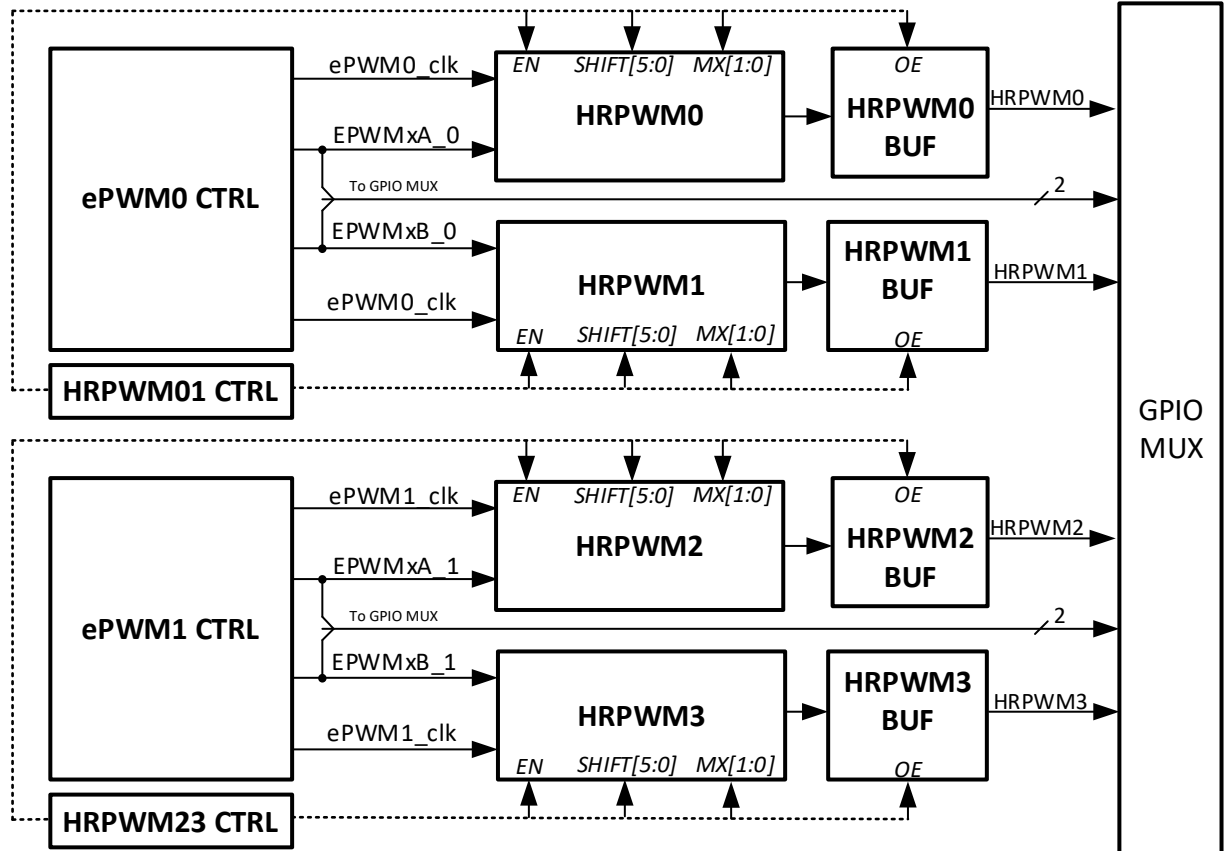 ePWM0 CTRL
ePWM0_clk
EPWMxA_0
To GPIO MUX
EPWMxB_0
ePWM0_clk
HRPWM01 CTRL
EN SHIFT[5:0] MX[1:0]
HRPWM0
OE
HRPWM0
BUF
HRPWM0
2
HRPWM1
EN SHIFT[5:0] MX[1:0]
HRPWM1
BUF
OE
HRPWM1
GPIO
MUX
ePWM1 CTRL
ePWM1_clk
EPWMxA_1
To GPIO MUX
EPWMxB_1
ePWM1_clk
HRPWM23 CTRL
EN SHIFT[5:0] MX[1:0]
HRPWM2
OE
HRPWM2
BUF
HRPWM2
2
HRPWM3
EN SHIFT[5:0] MX[1:0]
HRPWM3
BUF
OE
HRPWM3